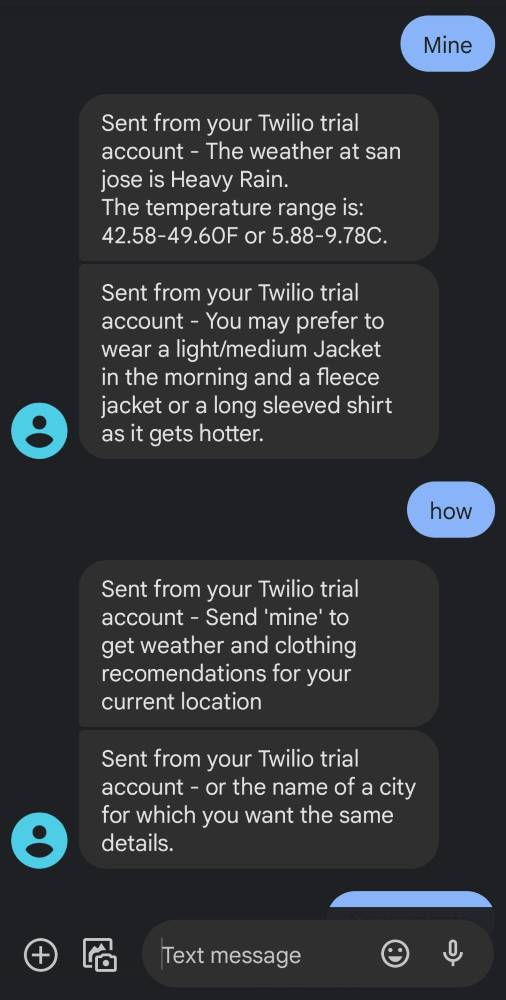 Mine
Sent from your Twilio trial
account - The weather at san
jose is Heavy Rain.
The temperature range is:
42.58-49.60F or 5.88-9.78C.
Sent from your Twilio trial
account - You may prefer to
wear a light/medium Jacket
in the morning and a fleece
jacket or a long sleeved shirt
as it gets hotter.
how
Sent from your Twilio trial
account - Send 'mine' to
get weather and clothing
recomendations for your
current location
Sent from your Twilio trial
account - or the name of a city
for which you want the same
details.
Text message